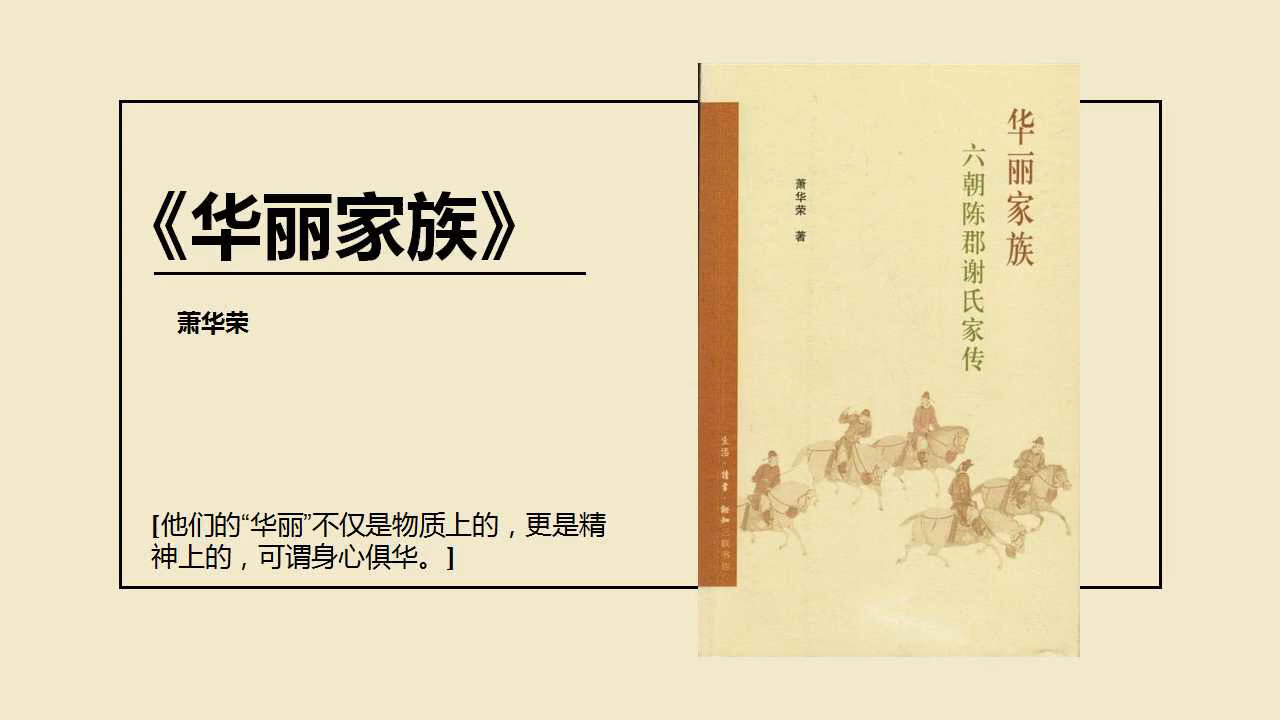 《华丽家族》
萧华荣
[他们的“华丽”不仅是物质上的，更是精
神上的，可谓身心俱华。]
华丽家族
六朝陈郡谢氏家传
萧华荣 著
生活·读书·新知三联书店